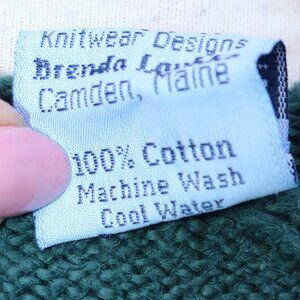 Knitwear Designs
Brenda
Camden, Maine
100% Cotton
Machine Wash
Cool Water